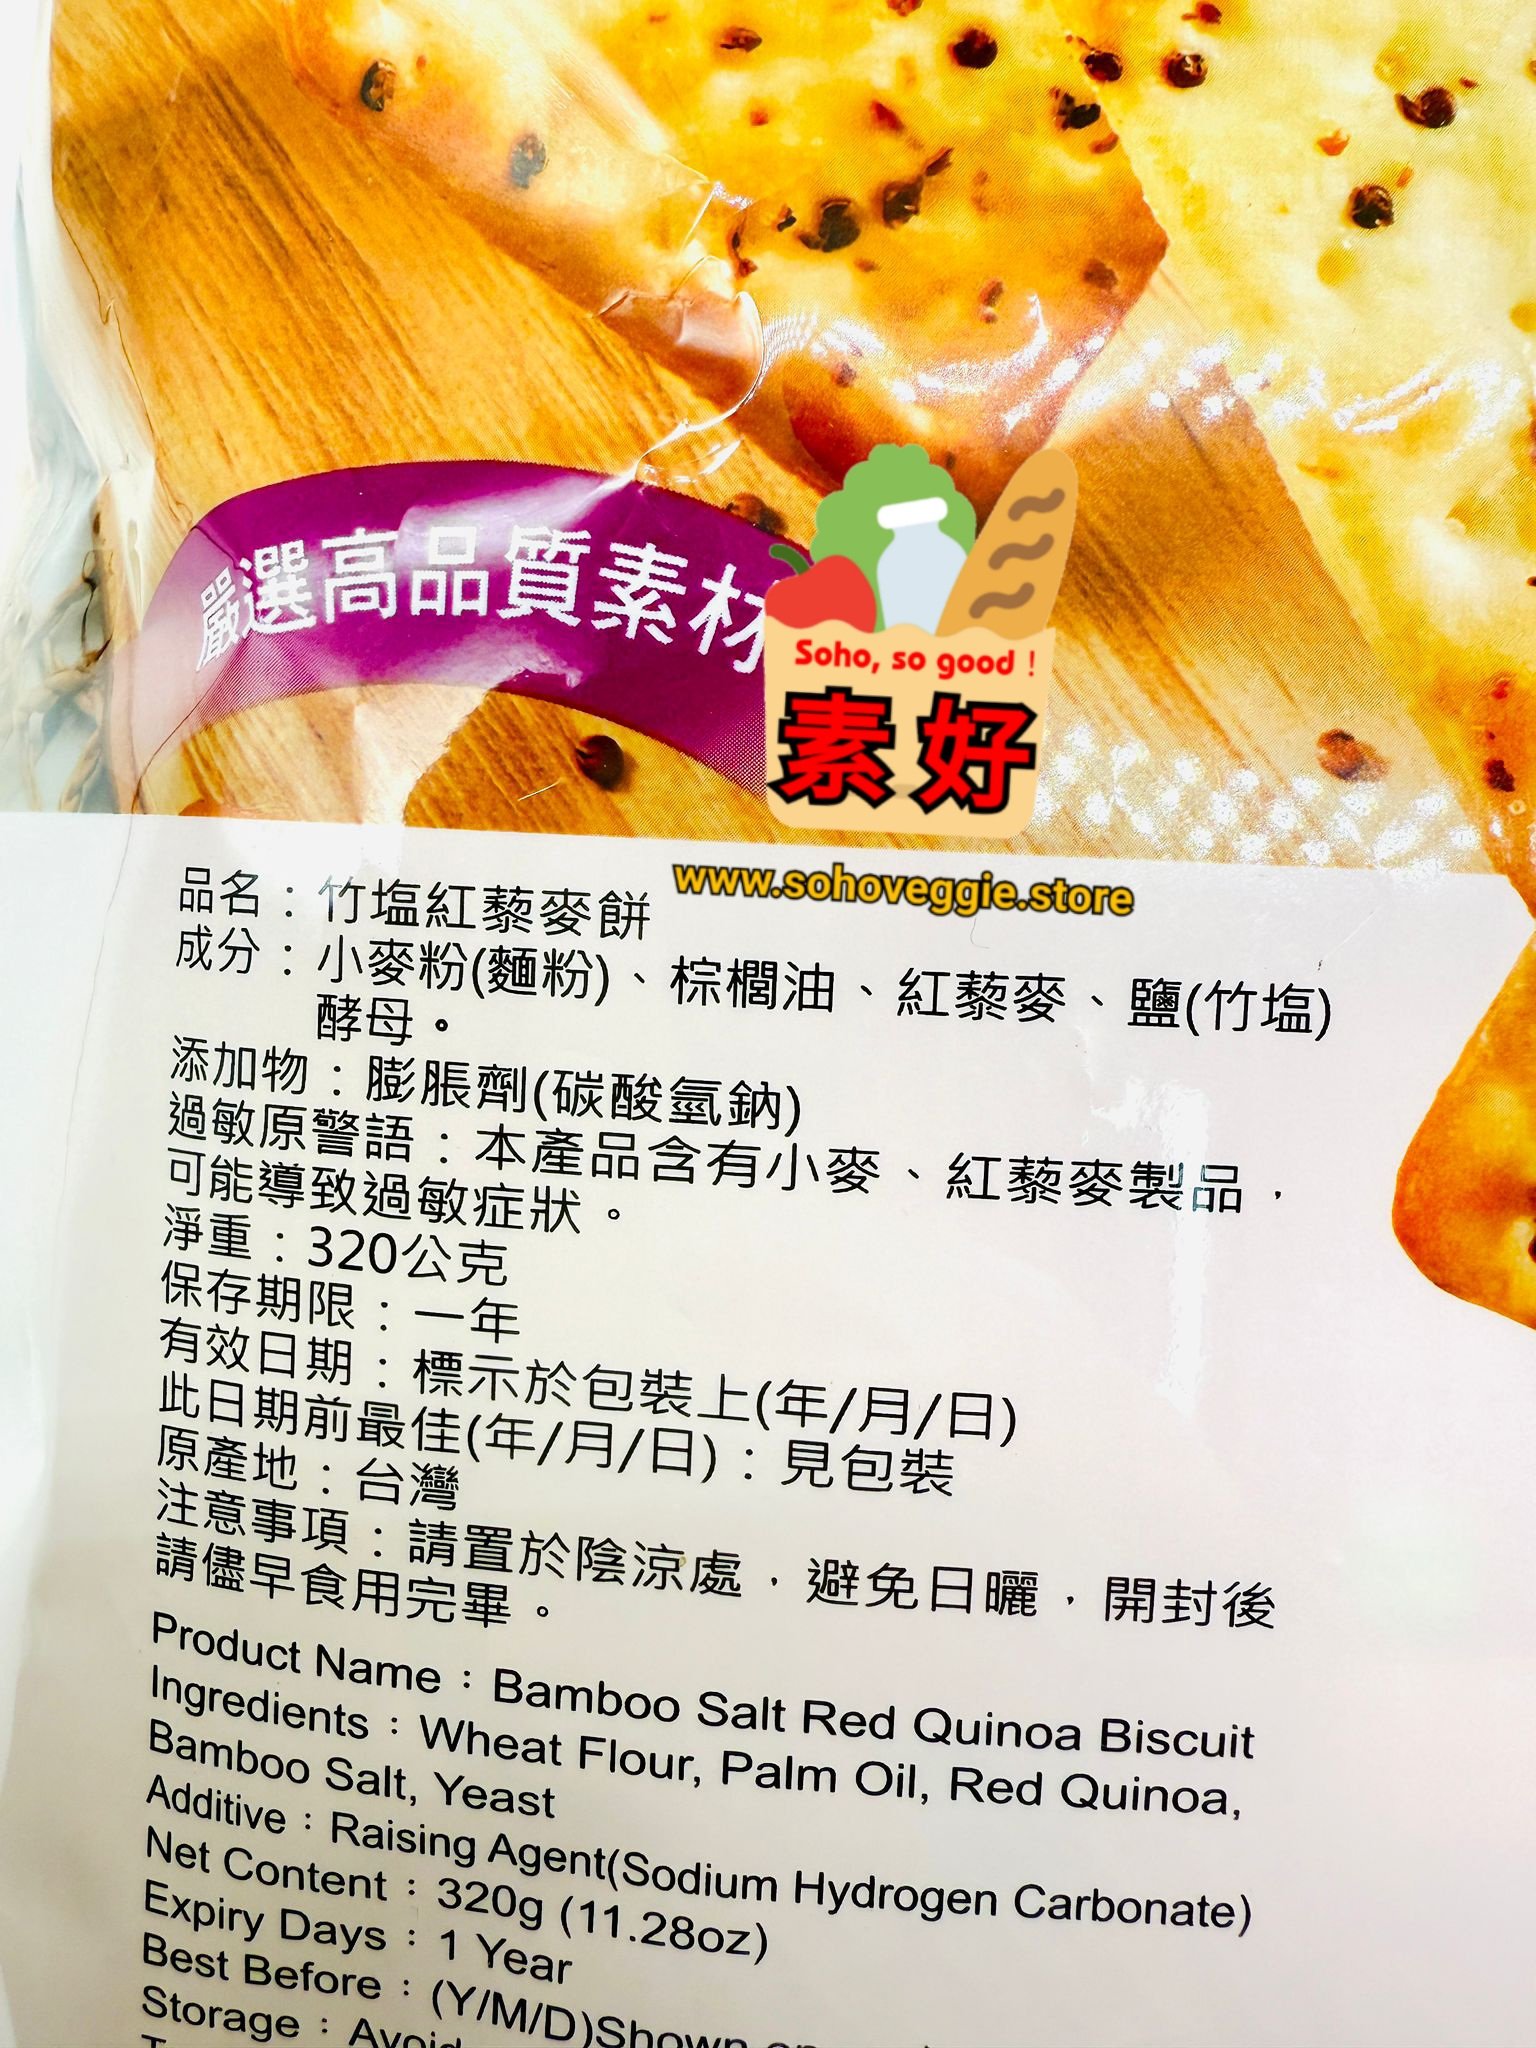 嚴選高品質素材
Soho, so good !
素好
www.sohoveggie.store
品名：竹塩紅藜麥餅
成分：小麥粉(麵粉)、棕櫚油、紅藜麥、鹽(竹塩)
酵母。
添加物：膨脹劑(碳酸氫鈉)
過敏原警語：本產品含有小麥、紅藜麥製品，
可能導致過敏症狀。
淨重：320公克
保存期限：一年
有效日期：標示於包裝上(年/月/日)
此日期前最佳(年/月/日)：見包裝
原產地：台灣
注意事項：請置於陰涼處，避免日曬，開封後
請儘早食用完畢。
Product Name：Bamboo Salt Red Quinoa Biscuit
Ingredients：Wheat Flour, Palm Oil, Red Quinoa,
Bamboo Salt, Yeast
Additive：Raising Agent(Sodium Hydrogen Carbonate)
Net Content：320g (11.28oz)
Expiry Days：1 Year
Best Before：(Y/M/D)Shown
Storage：Avoid